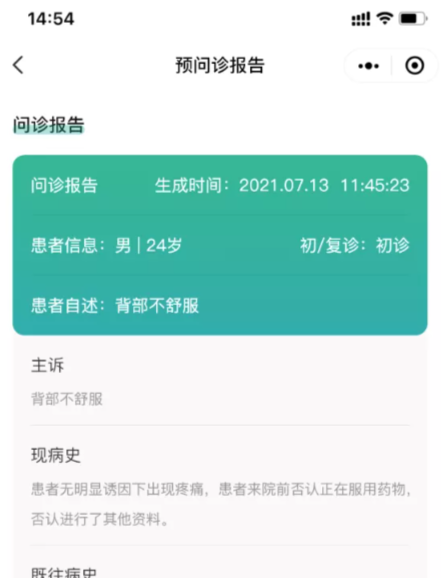 14:54
预问诊报告
问诊报告
问诊报告 生成时间：2021.07.13 11:45:23
患者信息：男 | 24岁 初/复诊：初诊
患者自述：背部不舒服
主诉
背部不舒服
现病史
患者无明显诱因下出现疼痛，患者来院前否认正在服用药物，
否认进行了其他资料。
既往病史